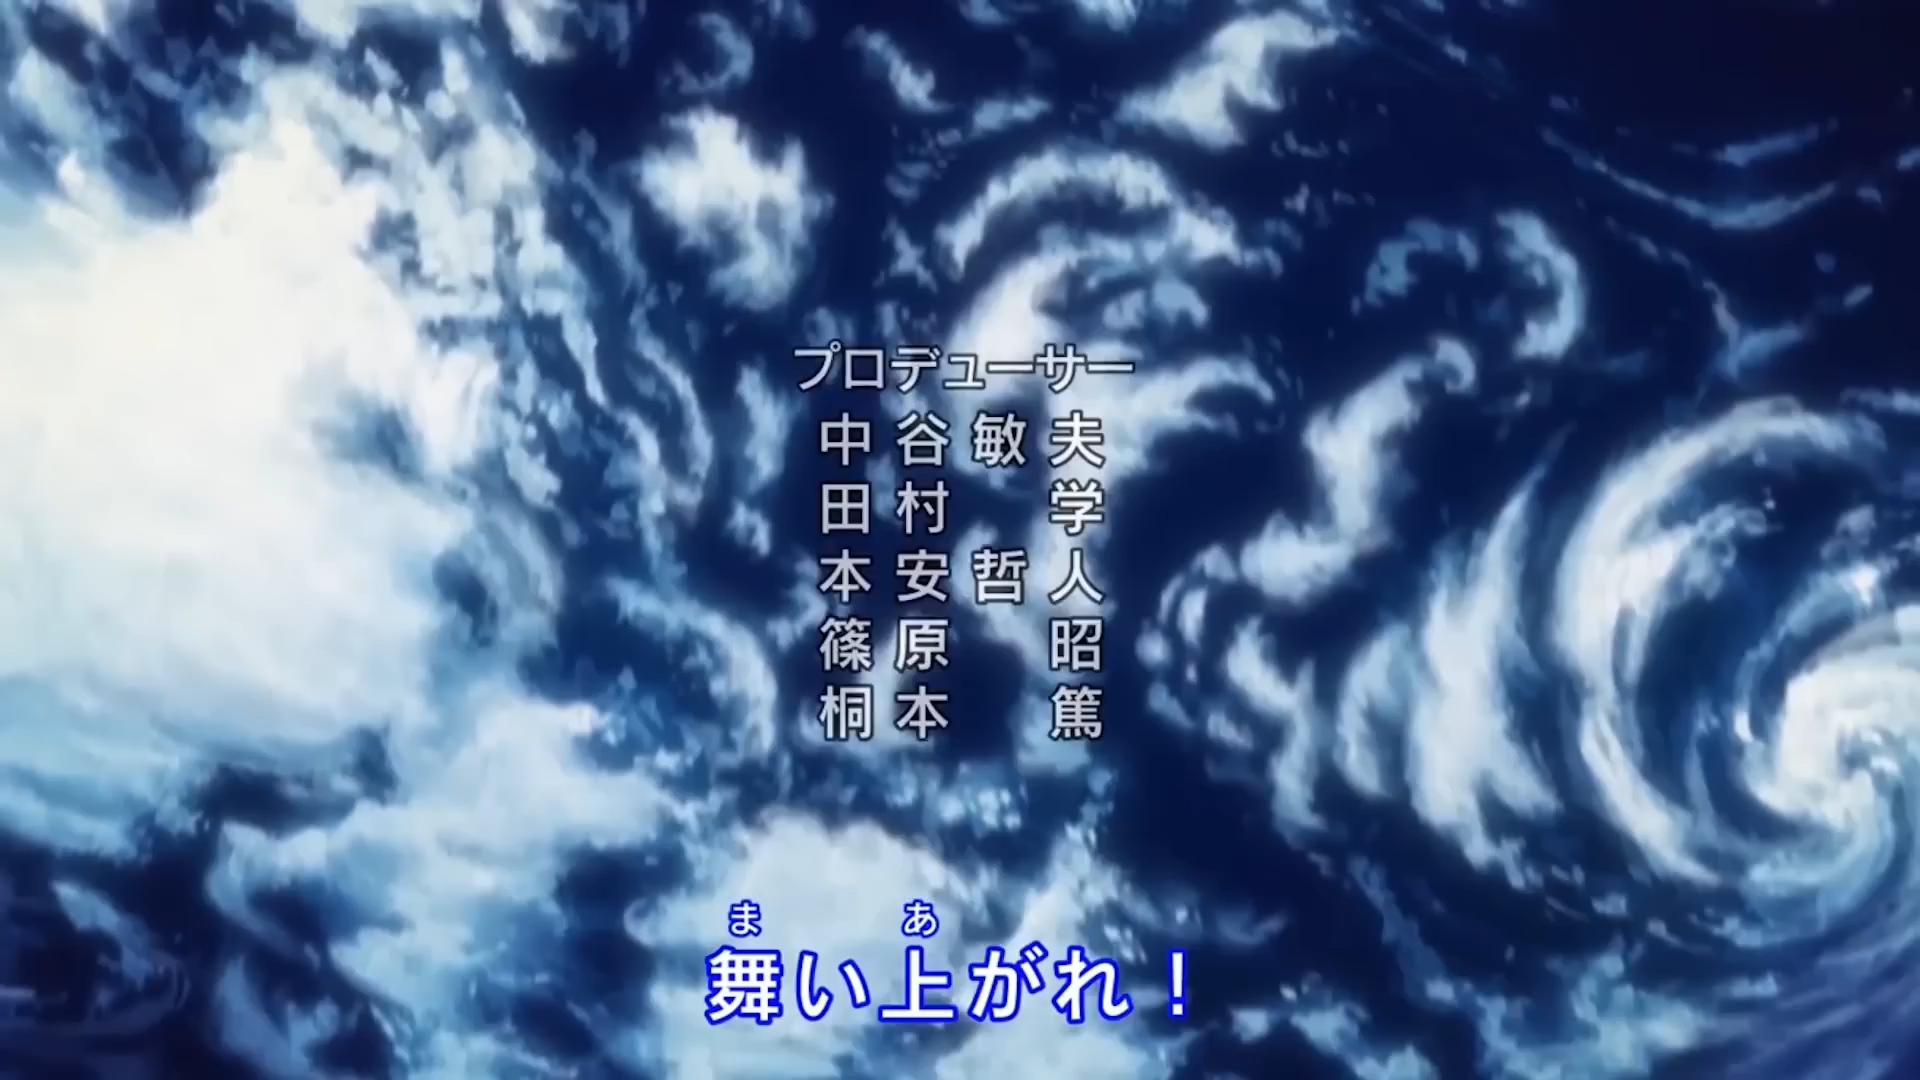 プロデューサー
中谷敏夫
田村 学
本安哲人
篠原 昭
桐本 篤
ま あ
舞い上がれ!